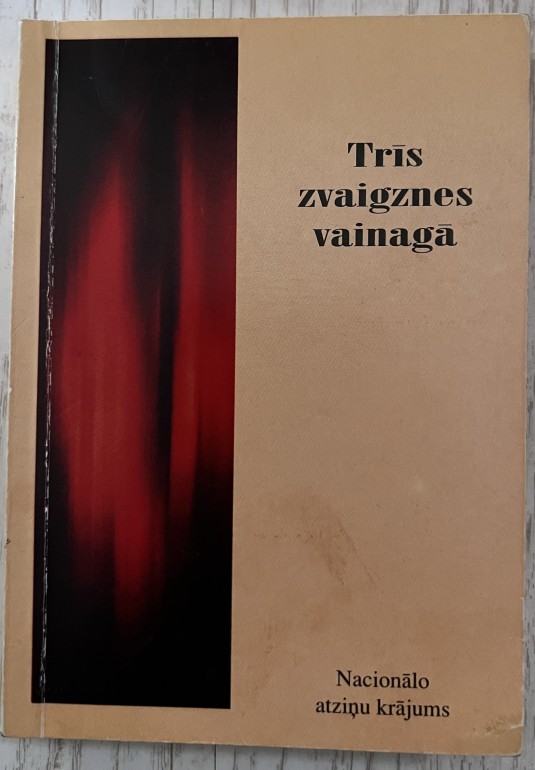 Trīs
zvaigznes
vainagā
Nacionālo
atziņu krājums